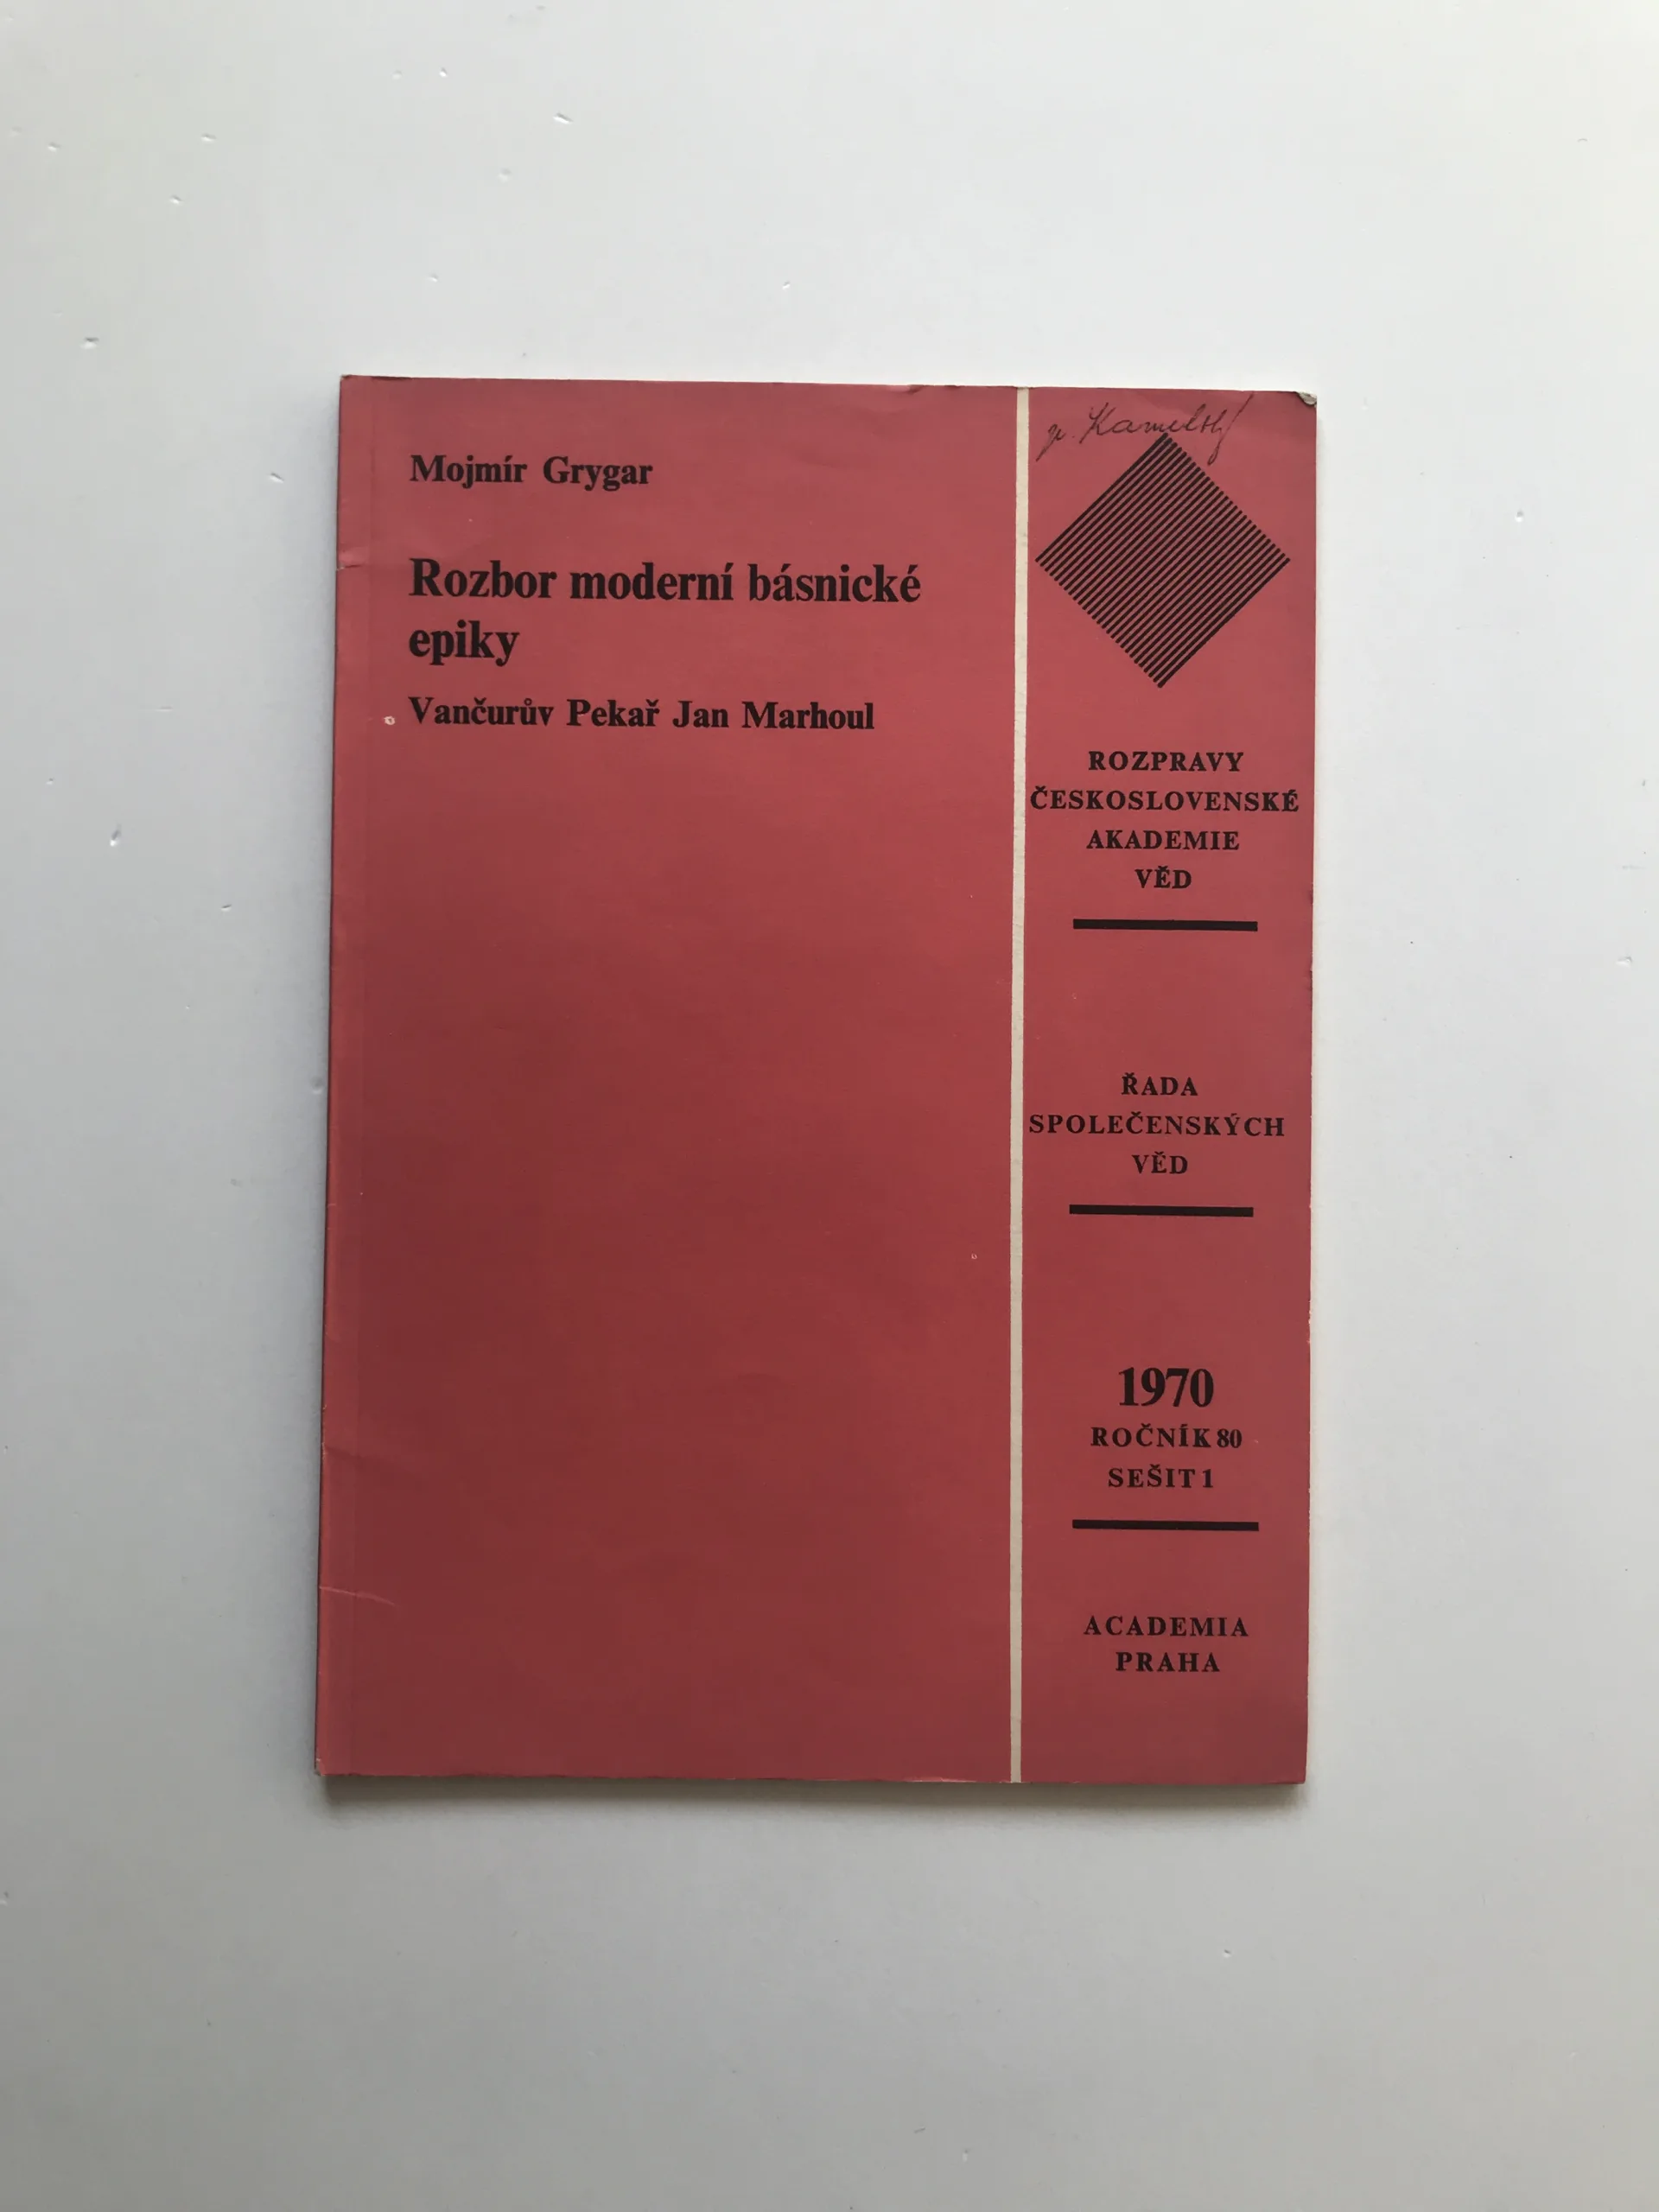 Mojmír Grygar
Rozbor moderní básnické
epiky
Vančurův Pekař Jan Marhoul
ROZPRAVY
ČESKOSLOVENSKÉ
AKADEMIE
VĚD
ŘADA
SPOLEČENSKÝCH
VĚD
1970
ROČNÍK 80
SEŠIT 1
ACADEMIA
PRAHA